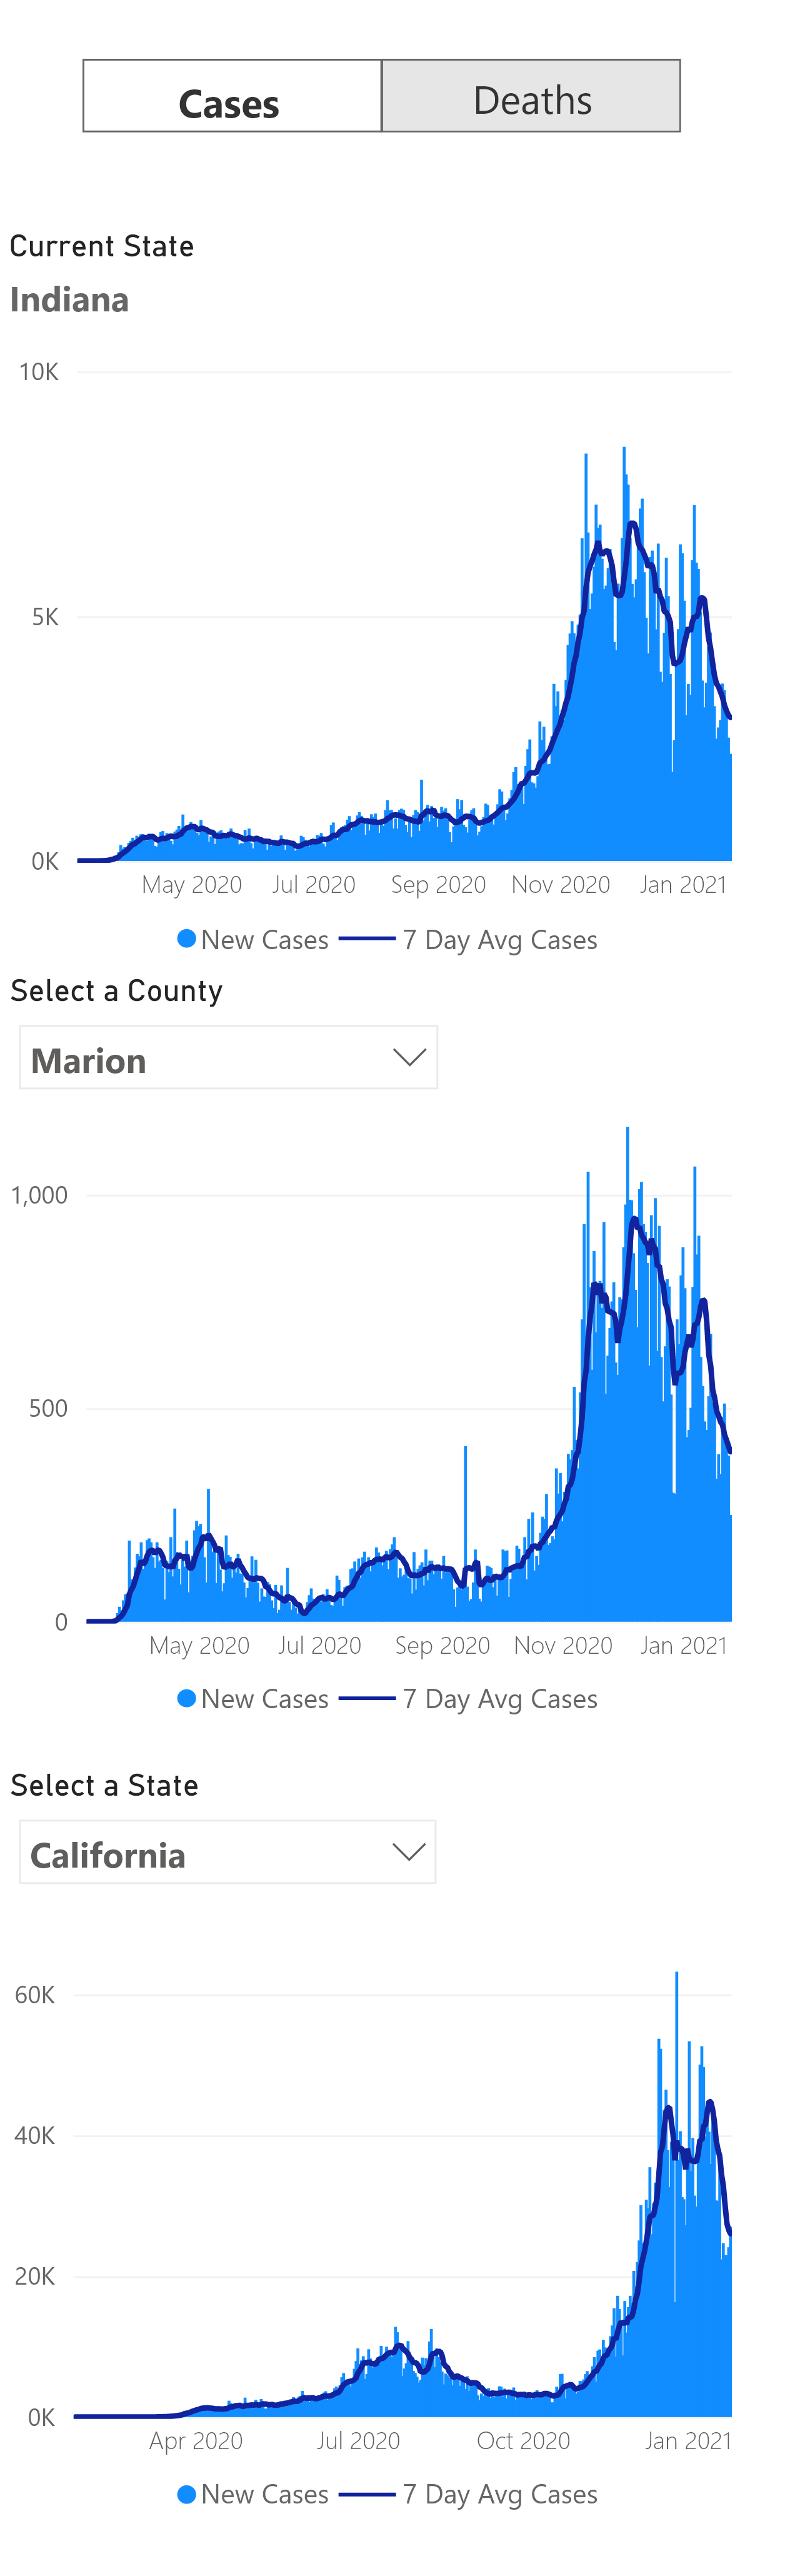 Cases Deaths
Current State
Indiana
10K
5K
0K
May 2020 Jul 2020 Sep 2020 Nov 2020 Jan 2021
New Cases 7 Day Avg Cases
Select a County
Marion
1,000
500
0
May 2020 Jul 2020 Sep 2020 Nov 2020 Jan 2021
New Cases 7 Day Avg Cases
Select a State
California
60K
40K
20K
0K
Apr 2020 Jul 2020 Oct 2020 Jan 2021
New Cases 7 Day Avg Cases